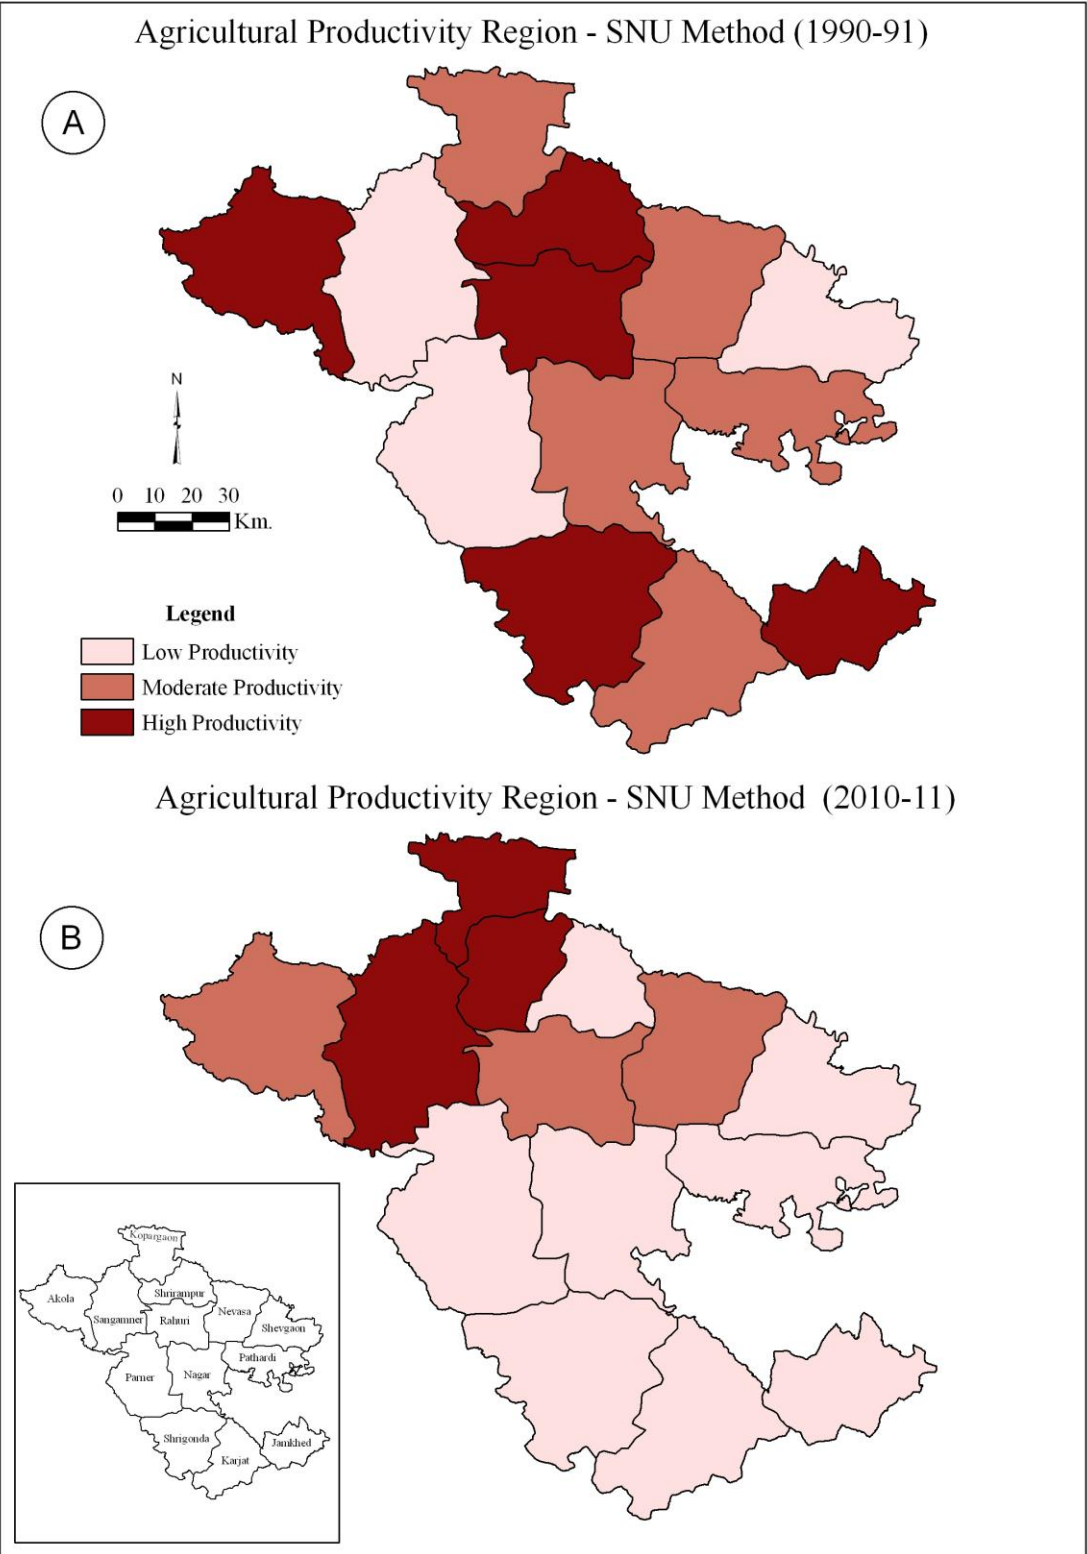 Agricultural Productivity Region - SNU Method (1990-91)
A
N
0 10 20 30
Km.
Legend
Low Productivity
Moderate Productivity
High Productivity
Agricultural Productivity Region - SNU Method (2010-11)
B
Kopargaon
Akola
Shrirampur
Sangamner
Rahuri
Nevasa
Shevgaon
Parner
Nagar
Pathardi
Shrigonda
Karjat
Jamkhed